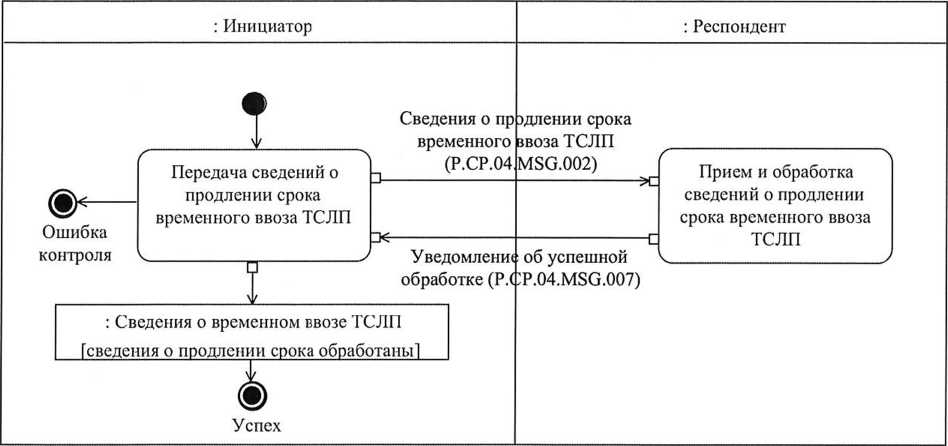 : Инициатор
: Респондент
Сведения о продлении срока
временного ввоза ТСЛП
(P.CP.04.MSG.002)
Передача сведений о
продлении срока
временного ввоза ТСЛП
Прием и обработка
сведений о продлении
срока временного ввоза
ТСЛП
Ошибка
контроля
Уведомление об успешной
обработке (P.CP.04.MSG.007)
: Сведения о временном ввозе ТСЛП
[сведения о продлении срока обработаны]
Успех